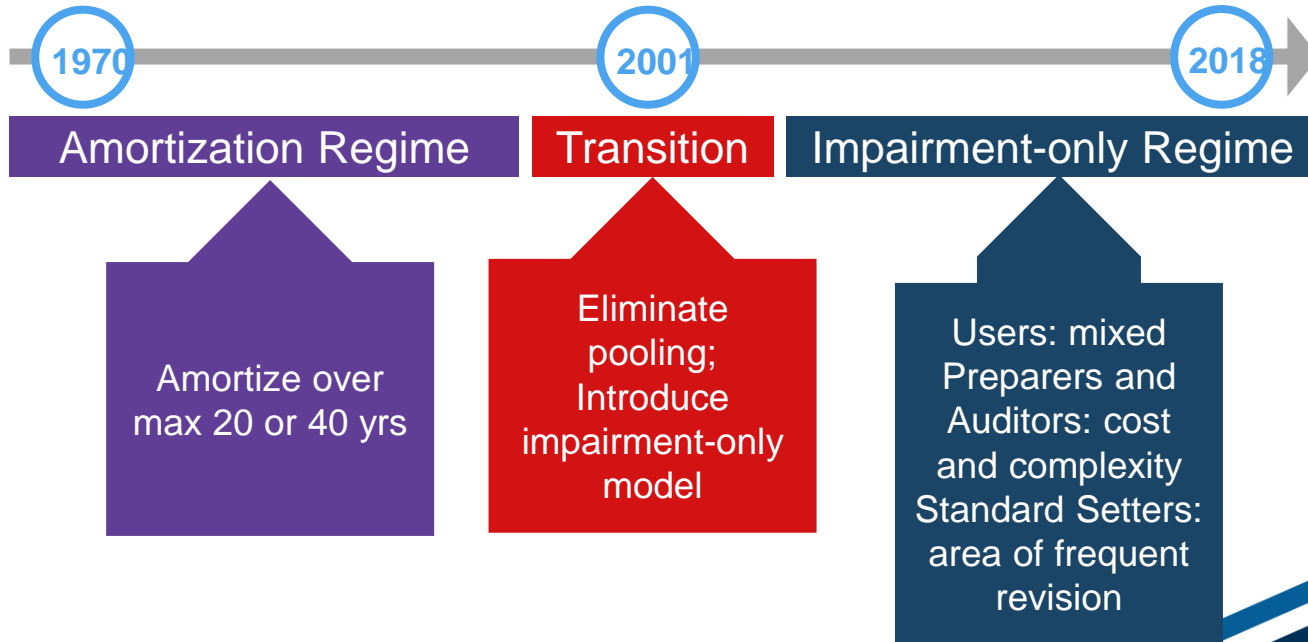 1970
2001
2018
Amortization Regime
Transition
Impairment-only Regime
Amortize over
max 20 or 40 yrs
Eliminate
pooling;
Introduce
impairment-only
model
Users: mixed
Preparers and
Auditors: cost
and complexity
Standard Setters:
area of frequent
revision